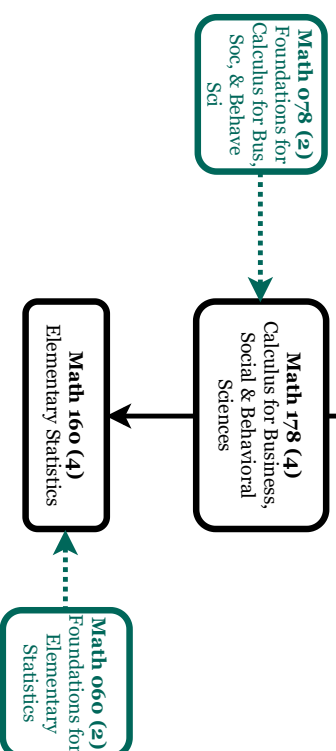 Math 078 (2)
Foundations for
Calculus for Bus,
Soc, & Behave
Sci
Math 178 (4)
Calculus for Business,
Social & Behavioral
Sciences
Math 160 (4)
Elementary Statistics
Math 060 (2)
Foundations for
Elementary
Statistics